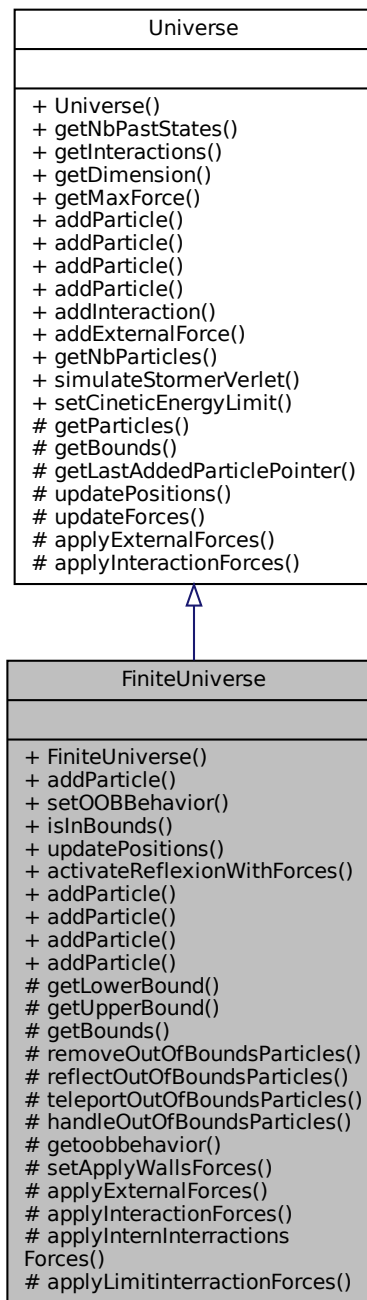 Universe
+ Universe()
+ getNbPastStates()
+ getInteractions()
+ getDimension()
+ getMaxForce()
+ addParticle()
+ addParticle()
+ addParticle()
+ addParticle()
+ addInteraction()
+ addExternalForce()
+ getNbParticles()
+ simulateStormerVerlet()
+ setCineticEnergyLimit()
# getParticles()
# getBounds()
# getLastAddedParticlePointer()
# updatePositions()
# updateForces()
# applyExternalForces()
# applyInteractionForces()
FiniteUniverse
+ FiniteUniverse()
+ addParticle()
+ setOOBBehavior()
+ isInBounds()
+ updatePositions()
+ activateReflexionWithForces()
+ addParticle()
+ addParticle()
+ addParticle()
+ addParticle()
# getLowerBound()
# getUpperBound()
# getBounds()
# removeOutOfBoundsParticles()
# reflectOutOfBoundsParticles()
# teleportOutOfBoundsParticles()
# handleOutOfBoundsParticles()
# getoobbehavior()
# setApplyWallsForces()
# applyExternalForces()
# applyInteractionForces()
# applyInternInterractions
Forces()
# applyLimitinterractionForces()